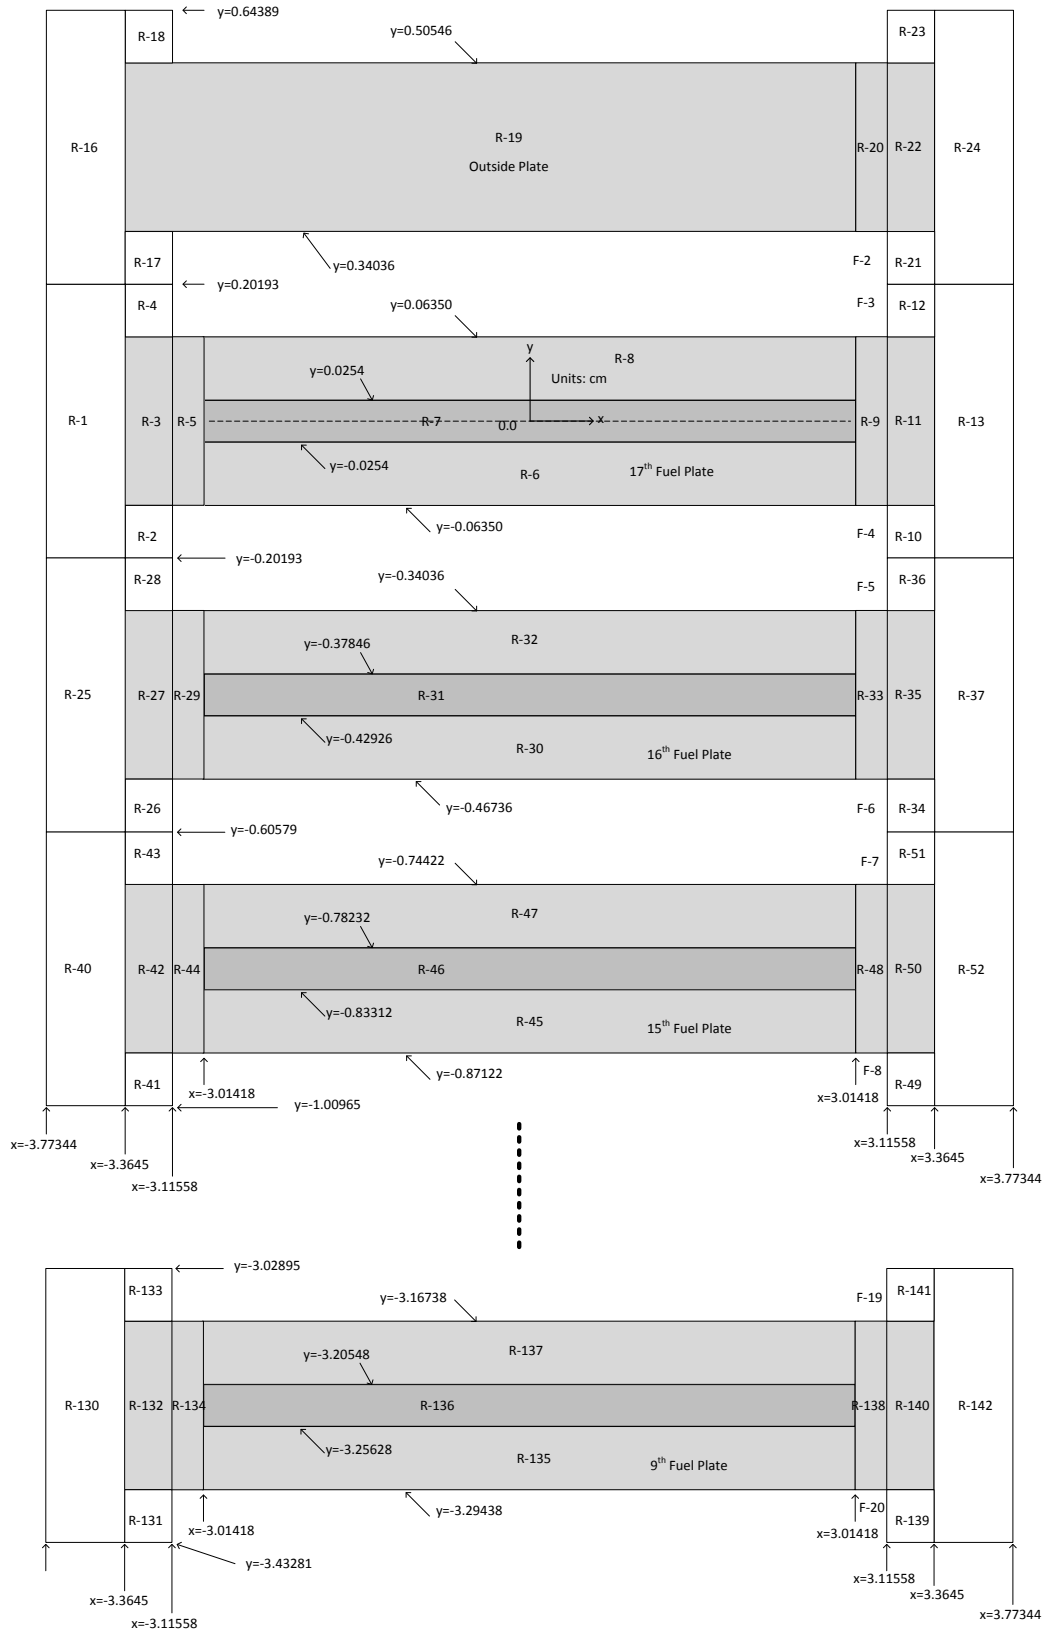 y=0.64389
R-18
y=0.50546
R-23
R-16
R-19
Outside Plate
R-20
R-22
R-24
R-17
y=0.34036
F-2
R-21
y=0.20193
R-4
y=0.06350
F-3
R-12
y
R-8
y=0.0254
Units: cm
R-1
R-3
R-5
R-7
0.0
x
R-9
R-11
R-13
y=-0.0254
R-6
17th Fuel Plate
R-2
y=-0.06350
F-4
R-10
y=-0.20193
R-28
y=-0.34036
F-5
R-36
y=-0.37846
R-32
R-25
R-27
R-29
R-31
R-33
R-35
R-37
y=-0.42926
R-30
16th Fuel Plate
R-26
y=-0.46736
F-6
R-34
y=-0.60579
R-43
y=-0.74422
F-7
R-51
y=-0.78232
R-47
R-40
R-42
R-44
R-46
R-48
R-50
R-52
y=-0.83312
R-45
15th Fuel Plate
R-41
y=-0.87122
F-8
R-49
x=-3.01418
x=3.01418
y=-1.00965
x=-3.77344
x=3.11558
x=-3.3645
x=3.3645
x=-3.11558
x=3.77344
y=-3.02895
R-133
y=-3.16738
F-19
R-141
y=-3.20548
R-137
R-130
R-132
R-134
R-136
R-138
R-140
R-142
y=-3.25628
R-135
9th Fuel Plate
R-131
y=-3.29438
F-20
R-139
x=-3.01418
x=3.01418
y=-3.43281
x=3.11558
x=-3.3645
x=3.3645
x=-3.11558
x=3.77344